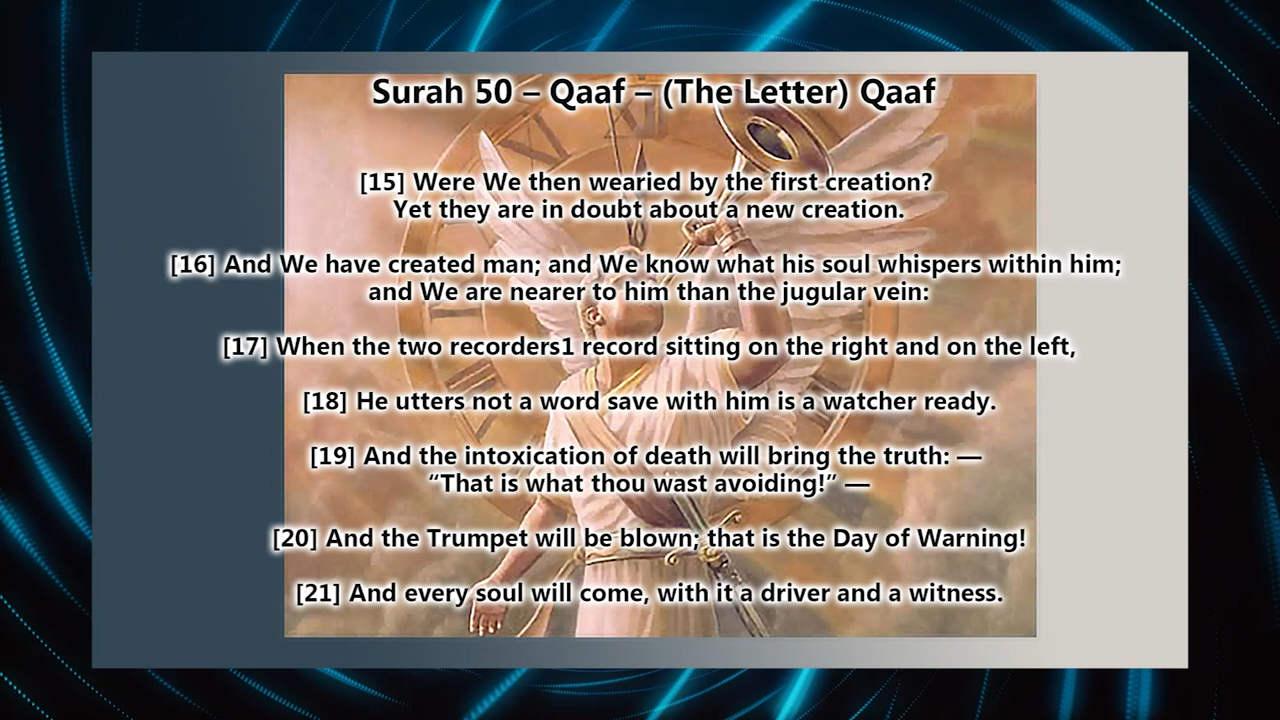 Surah 50 – Qaaf – (The Letter) Qaaf
[15] Were We then wearied by the first creation?
Yet they are in doubt about a new creation.
[16] And We have created man; and We know what his soul whispers within him;
and We are nearer to him than the jugular vein:
[17] When the two recorders1 record sitting on the right and on the left,
[18] He utters not a word save with him is a watcher ready.
[19] And the intoxication of death will bring the truth: —
“That is what thou wast avoiding!” —
[20] And the Trumpet will be blown; that is the Day of Warning!
[21] And every soul will come, with it a driver and a witness.